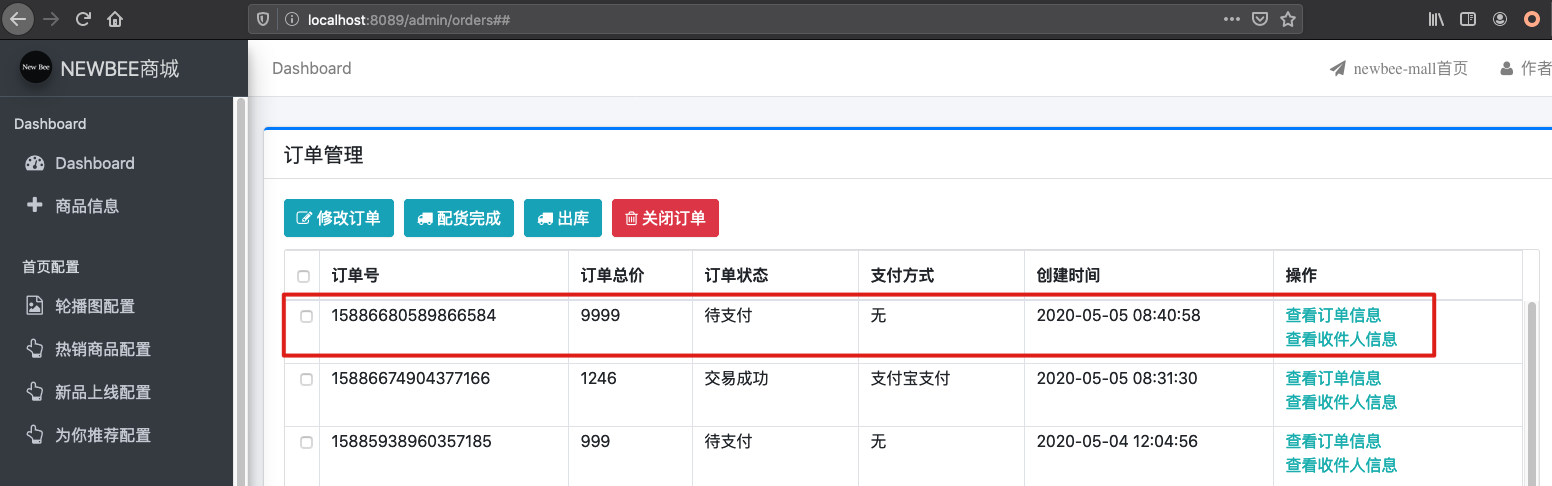 localhost:8089/admin/orders##
New Bee
NEWBEE商城
Dashboard
newbee-mall首页
作者
Dashboard
Dashboard
商品信息
首页配置
轮播图配置
热销商品配置
新品上线配置
为你推荐配置
订单管理
修改订单 配货完成 出库 关闭订单
订单号 订单总价 订单状态 支付方式 创建时间 操作
15886680589866584 9999 待支付 无 2020-05-05 08:40:58 查看订单信息
查看收件人信息
15886674904377166 1246 交易成功 支付宝支付 2020-05-05 08:31:30 查看订单信息
查看收件人信息
15885938960357185 999 待支付 无 2020-05-04 12:04:56 查看订单信息
查看收件人信息